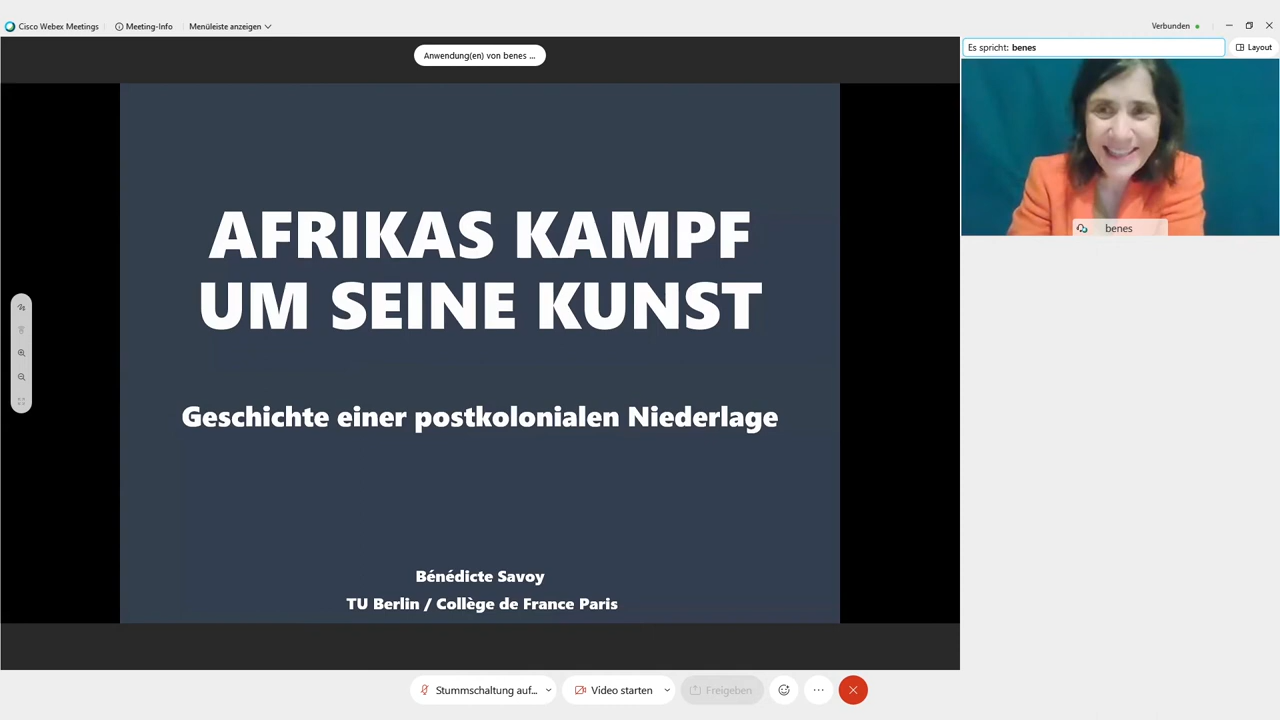 Cisco Webex Meetings
Meeting-Info
Menüleiste anzeigen
Verbunden
Anwendung(en) von benes ...
Es spricht: benes
Layout
benes
AFRIKAS KAMPF
UM SEINE KUNST
Geschichte einer postkolonialen Niederlage
Bénédicte Savoy
TU Berlin / Collège de France Paris
Stummschaltung auf...
Video starten
Freigeben